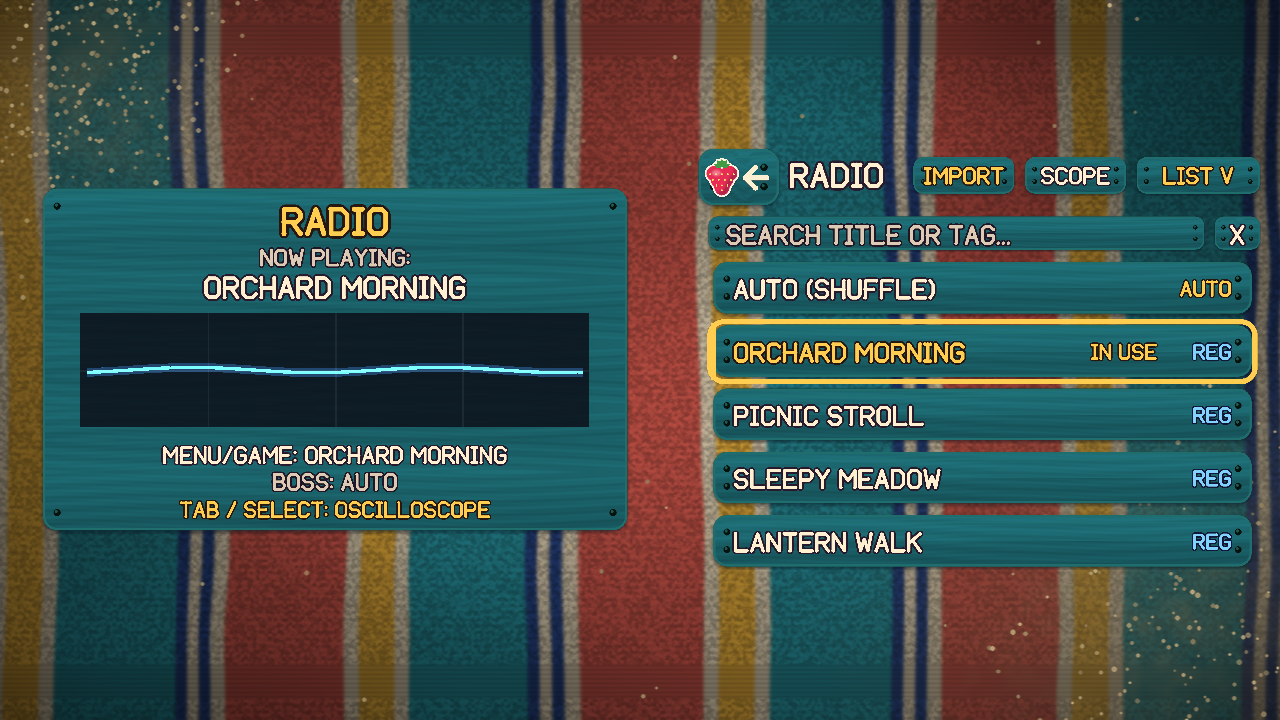 RADIO
NOW PLAYING:
ORCHARD MORNING
MENU/GAME: ORCHARD MORNING
BOSS: AUTO
TAB / SELECT: OSCILLOSCOPE
RADIO
IMPORT
SCOPE
LIST V
SEARCH TITLE OR TAG...
X
AUTO (SHUFFLE) AUTO
ORCHARD MORNING IN USE REG
PICNIC STROLL REG
SLEEPY MEADOW REG
LANTERN WALK REG